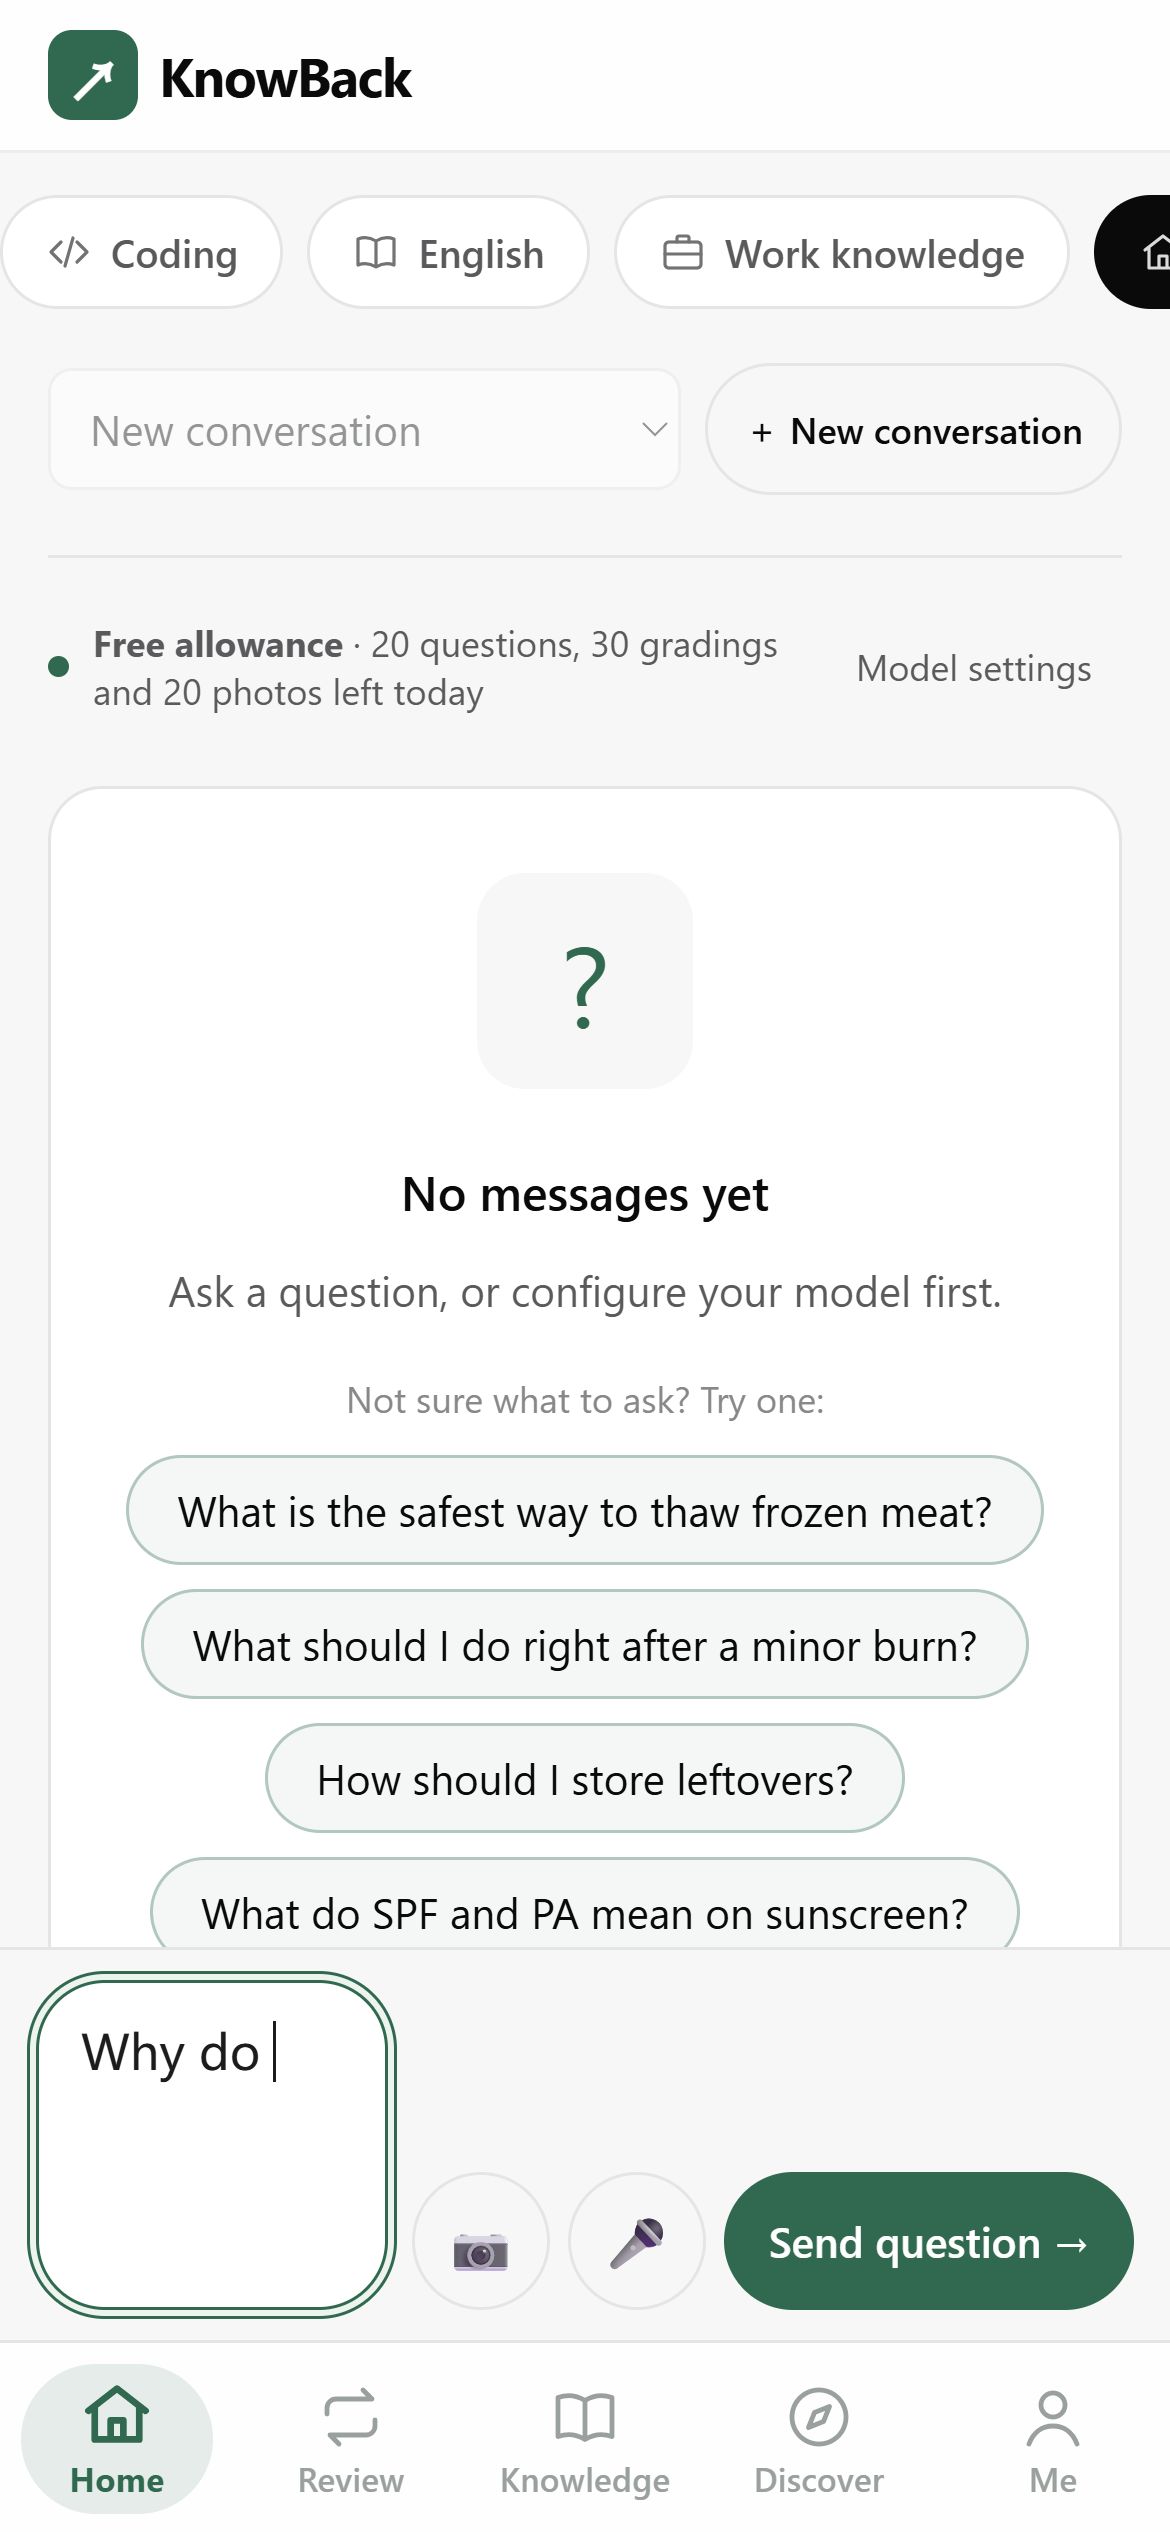 KnowBack
Coding
English
Work knowledge
New conversation
+ New conversation
Free allowance · 20 questions, 30 gradings
and 20 photos left today
Model settings
?
No messages yet
Ask a question, or configure your model first.
Not sure what to ask? Try one:
What is the safest way to thaw frozen meat?
What should I do right after a minor burn?
How should I store leftovers?
What do SPF and PA mean on sunscreen?
Why do
Send question →
Home
Review
Knowledge
Discover
Me